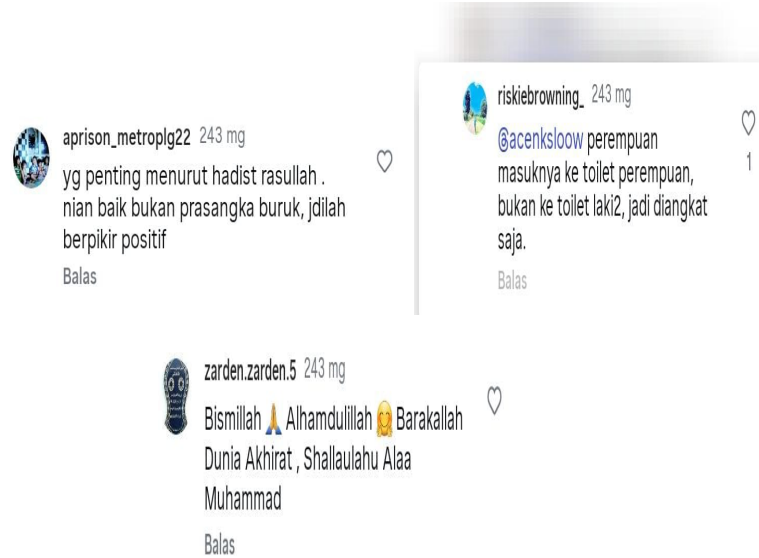 aprison_metroplg22 243 mg
yg penting menurut hadist rasullah .
nian baik bukan prasangka buruk, jdilah
berpikir positif
Balas
riskiebrowning_ 243 mg
@acenksloow perempuan
masuknya ke toilet perempuan,
bukan ke toilet laki2, jadi diangkat
saja.
Balas
1
zarden.zarden.5 243 mg
Bismillah 🙏 Alhamdulillah 🤗 Barakallah
Dunia Akhirat , Shallaulahu Alaa
Muhammad
Balas